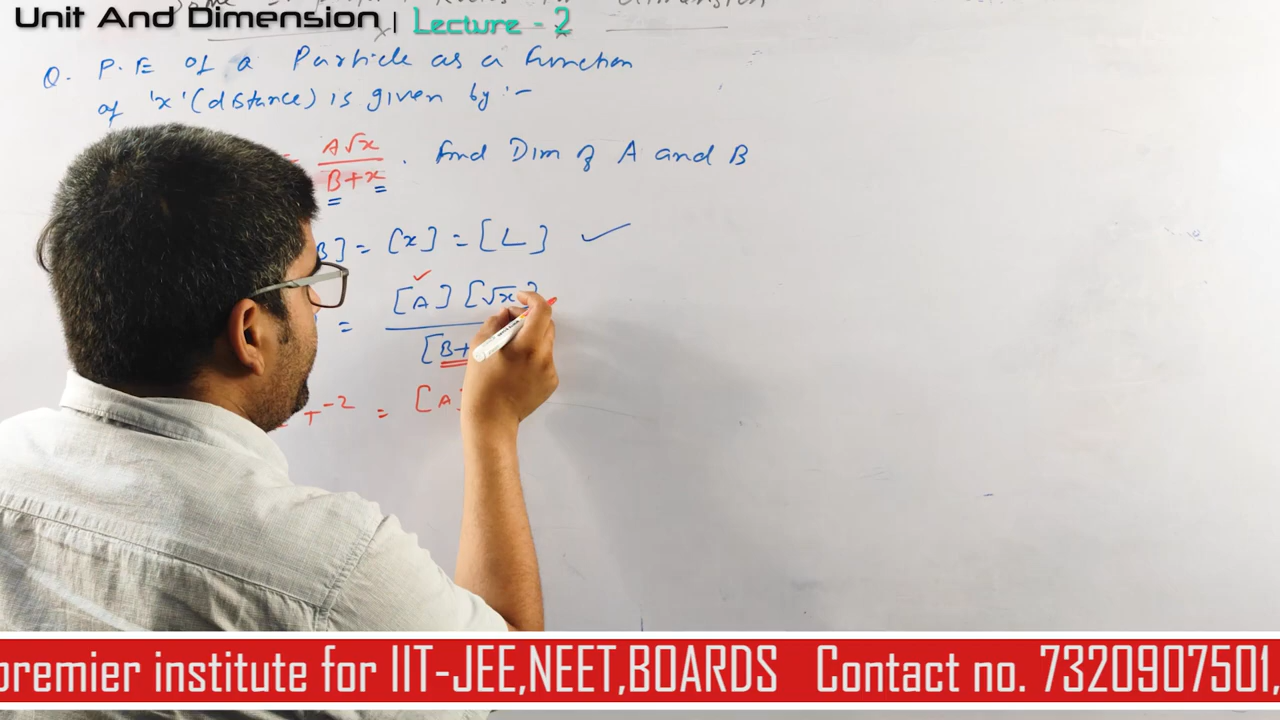 Unit And Dimension | Lecture - 2
Q. P.E of a Particle as a Function
of 'x' (distance) is given by :-
= A√x / B+x . Find Dim of A and B
B] = [x] = [L] ✓
= [A] [√x] / [B+
T⁻² = [A]
premier institute for IIT-JEE,NEET,BOARDS Contact no. 7320907501,